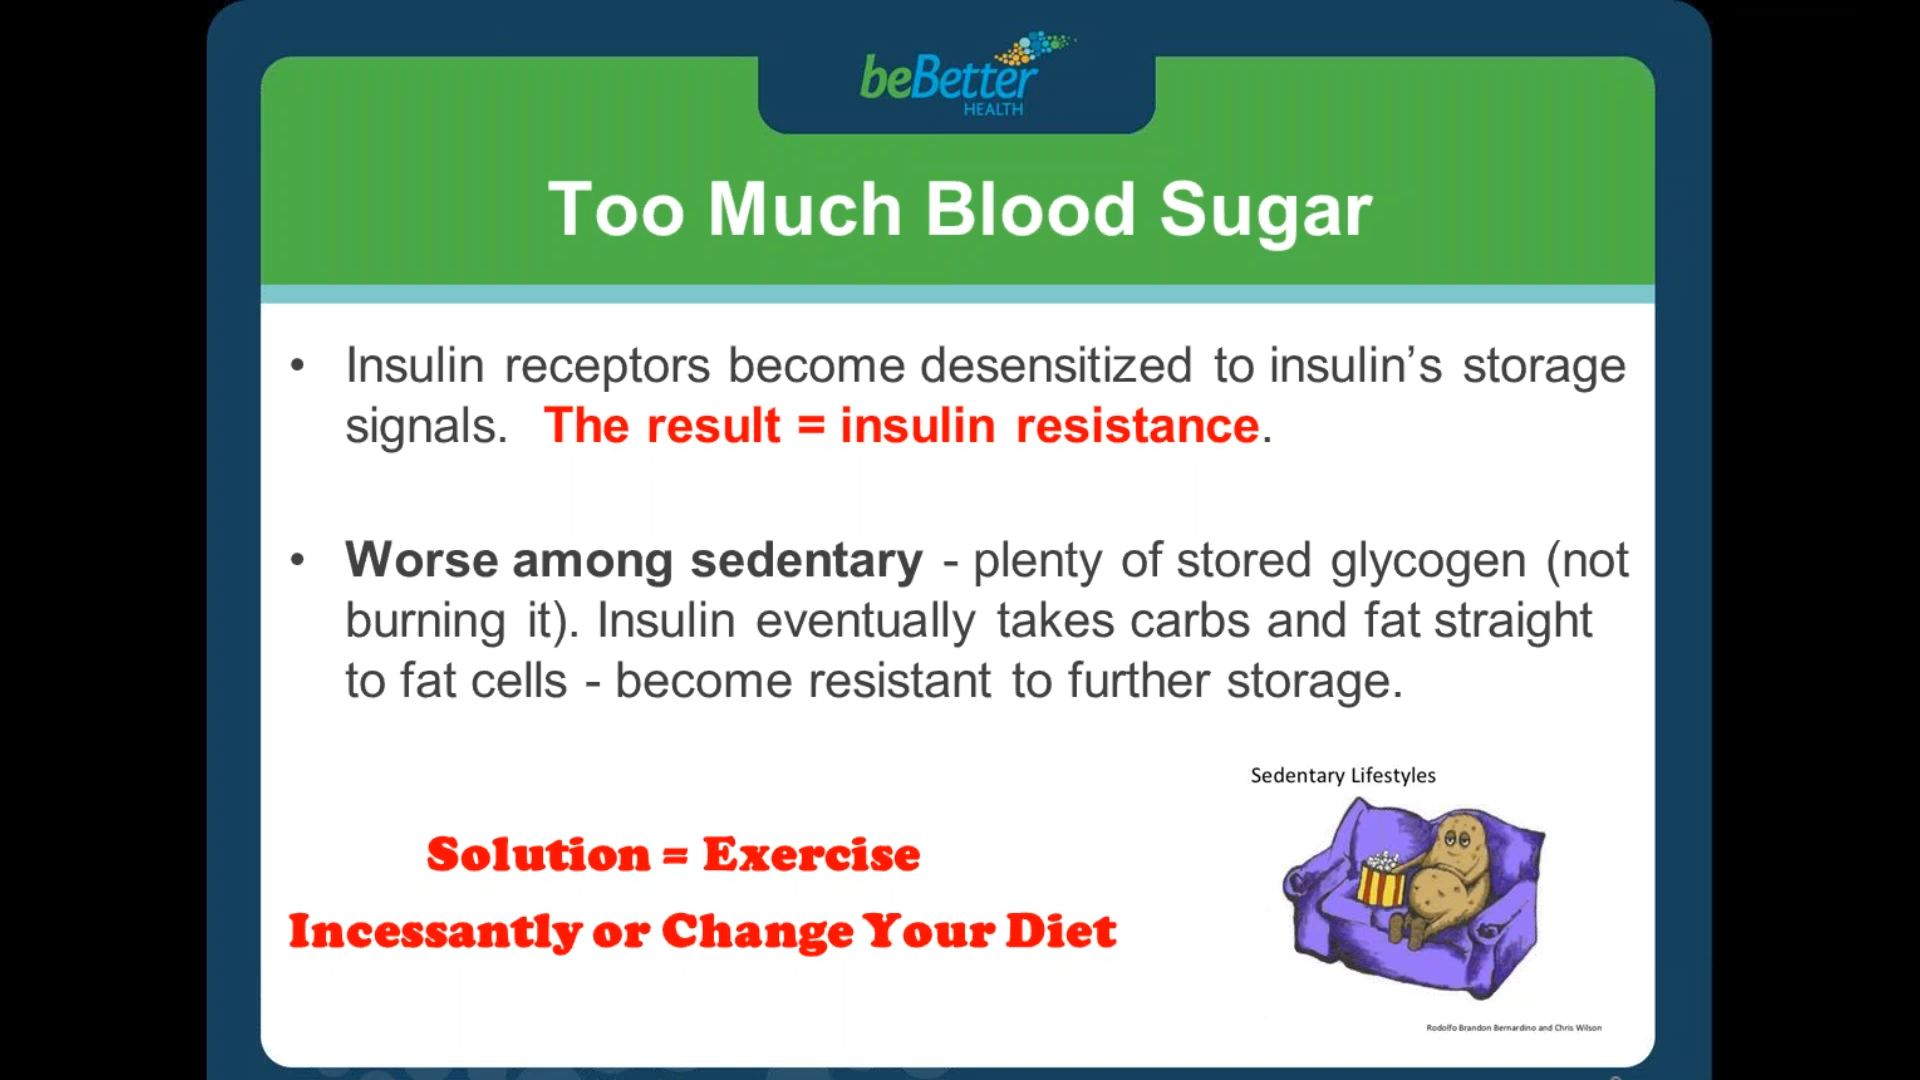 beBetter
HEALTH
Too Much Blood Sugar
• Insulin receptors become desensitized to insulin’s storage
signals. The result = insulin resistance.
• Worse among sedentary - plenty of stored glycogen (not
burning it). Insulin eventually takes carbs and fat straight
to fat cells - become resistant to further storage.
Sedentary Lifestyles
Solution = Exercise
Incessantly or Change Your Diet
Rodolfo Brandon Bernardino and Chris Wilson